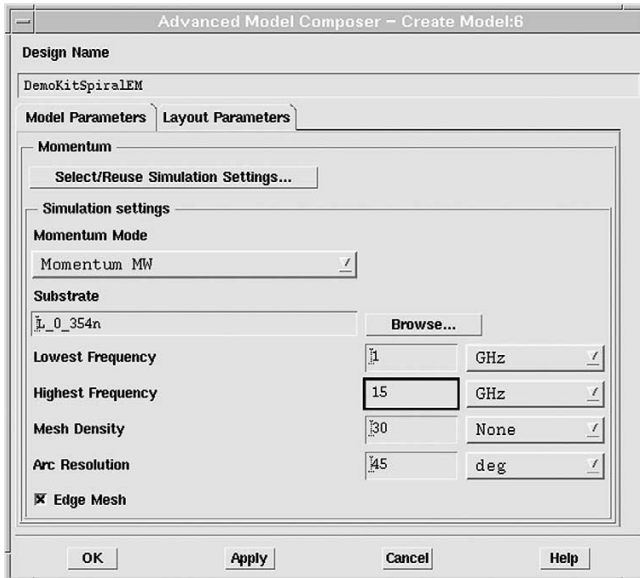 Advanced Model Composer – Create Model:6
Design Name
DemoKitSpiralEM
Model Parameters Layout Parameters
Momentum
Select/Reuse Simulation Settings...
Simulation settings
Momentum Mode
Momentum MW
Substrate
L_0_354n Browse...
Lowest Frequency 1 GHz
Highest Frequency 15 GHz
Mesh Density 30 None
Arc Resolution 45 deg
Edge Mesh
OK Apply Cancel Help